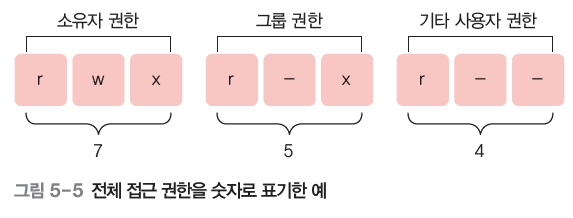 소유자 권한 그룹 권한 기타 사용자 권한
r w x r – x r – –
7 5 4
그림 5-5 전체 접근 권한을 숫자로 표기한 예